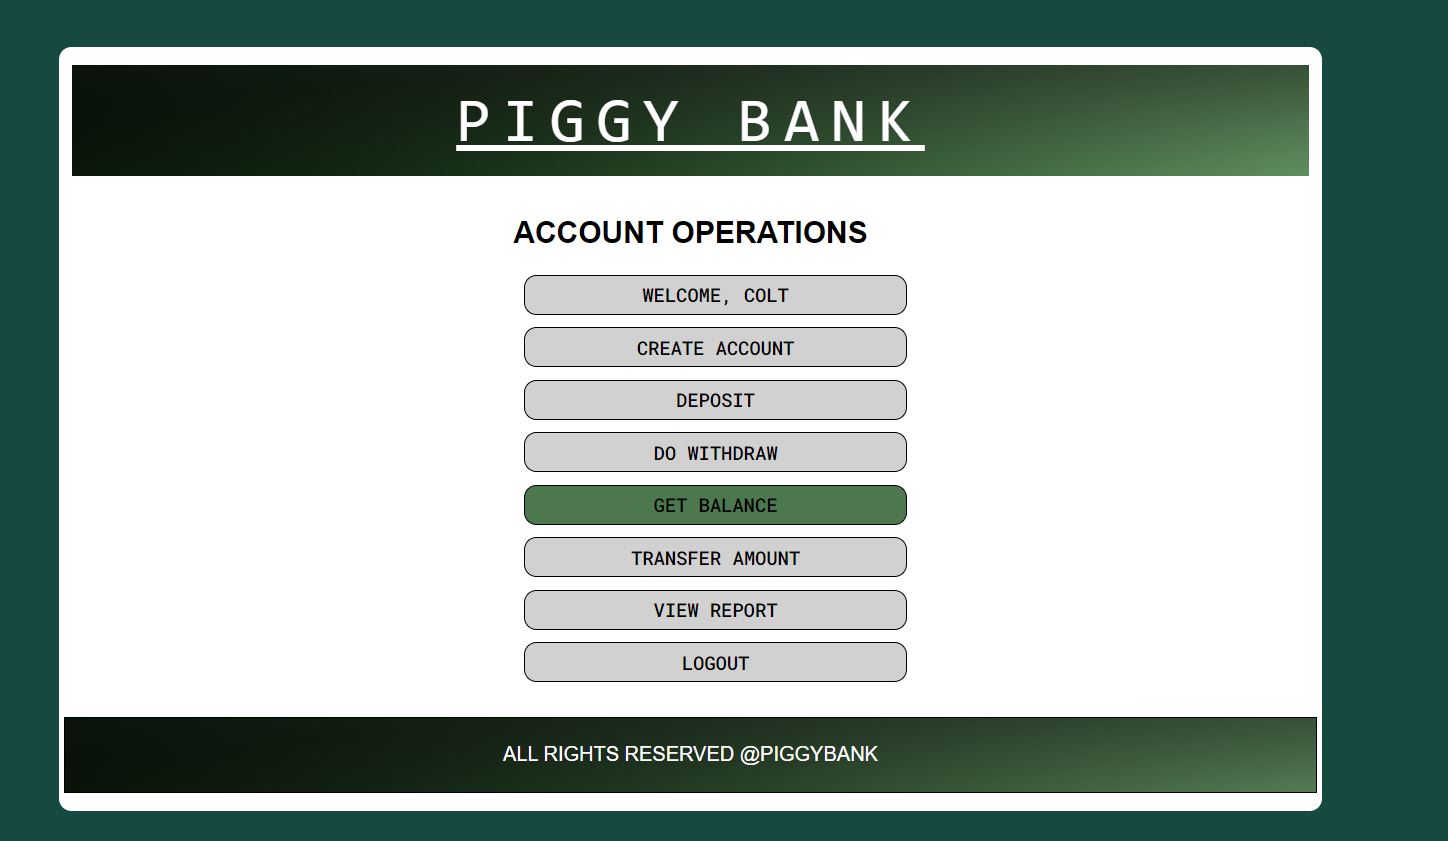 PIGGY BANK
ACCOUNT OPERATIONS
WELCOME, COLT
CREATE ACCOUNT
DEPOSIT
DO WITHDRAW
GET BALANCE
TRANSFER AMOUNT
VIEW REPORT
LOGOUT
ALL RIGHTS RESERVED @PIGGYBANK